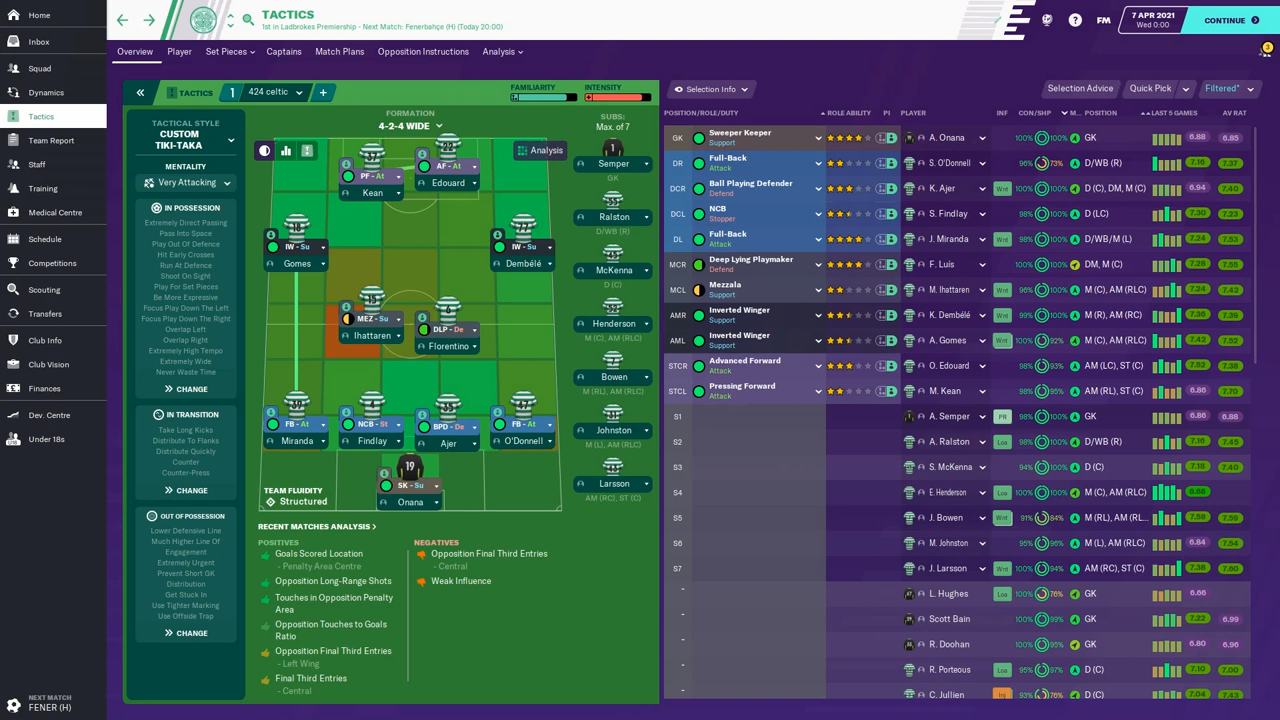 TACTICS
1st in Ladbrokes Premiership - Next Match: Fenerbahçe (H) (Today 20:00)
FM
7 APR 2021
Wed 0:00
CONTINUE
Overview
Player
Set Pieces
Captains
Match Plans
Opposition Instructions
Analysis
3
Home
Inbox
Squad
Dynamics
Tactics
Team Report
Staff
Training
Medical Centre
Schedule
Competitions
Scouting
Transfers
Club Info
Club Vision
Finances
Dev. Centre
Under 18s
NEXT MATCH
FENER (H)
TACTICS
1
424 celtic
FAMILIARITY
INTENSITY
TACTICAL STYLE
CUSTOM
TIKI-TAKA
MENTALITY
Very Attacking
IN POSSESSION
Extremely Direct Passing
Pass Into Space
Play Out Of Defence
Hit Early Crosses
Run At Defence
Shoot On Sight
Play For Set Pieces
Be More Expressive
Focus Play Down The Left
Focus Play Down The Right
Overlap Left
Overlap Right
Extremely High Tempo
Extremely Wide
Never Waste Time
CHANGE
IN TRANSITION
Take Long Kicks
Distribute To Flanks
Distribute Quickly
Counter
Counter-Press
CHANGE
OUT OF POSSESSION
Lower Defensive Line
Much Higher Line Of
Engagement
Extremely Urgent
Prevent Short GK
Distribution
Get Stuck In
Use Tighter Marking
Use Offside Trap
CHANGE
FORMATION
4-2-4 WIDE
Analysis
PF - At
Kean
AF - At
Edouard
IW - Su
Gomes
IW - Su
Dembélé
MEZ - Su
Ihattaren
DLP - De
Florentino
FB - At
Miranda
NCB - St
Findlay
BPD - De
Ajer
FB - At
O'Donnell
19
SK - Su
Onana
TEAM FLUIDITY
Structured
SUBS:
Max. of 7
Semper
GK
Ralston
D/WB (R)
McKenna
D (C)
Henderson
M (C), AM (RLC)
Bowen
M (RL), AM (RLC)
Johnston
M (L), AM (RLC)
Larsson
AM (RC), ST (C)
RECENT MATCHES ANALYSIS
POSITIVES
Goals Scored Location
- Penalty Area Centre
Opposition Long-Range Shots
Touches in Opposition Penalty
Area
Opposition Touches to Goals
Ratio
Opposition Final Third Entries
- Left Wing
Final Third Entries
- Central
NEGATIVES
Opposition Final Third Entries
- Central
Weak Influence
Selection Info
Selection Advice
Quick Pick
Filtered*
POSITION/ROLE/DUTY ROLE ABILITY PI PLAYER INF CON/SHP M... POSITION LAST 5 GAMES AV RAT
GK Sweeper Keeper Support A. Onana 100% 100% GK 6.88 6.85
DR Full-Back Attack S. O'Donnell 96% 73% D/WB (R) 7.16 7.37
DCR Ball Playing Defender Defend K. Ajer Wnt 100% 100% D (C), DM, M (C) 6.94 7.40
DCL NCB Stopper S. Findlay 98% 100% D (LC) 7.30 7.23
DL Full-Back Attack J. Miranda Wnt 98% 100% D/WB/M (L) 7.24 7.53
MCR Deep Lying Playmaker Defend F. Luis 100% 100% DM, M (C) 7.28 7.55
MCL Mezzala Support M. Ihattaren Wnt 98% 100% M (C), AM (RLC) 7.24 7.42
AMR Inverted Winger Support K. Dembélé 100% 99% M (C), AM (RLC) 7.36 7.39
AML Inverted Winger Support A. Gomes Wnt 100% 92% M (C), AM (RLC) 7.42 7.52
STCR Advanced Forward Attack O. Edouard 98% 93% AM (LC), ST (C) 7.52 7.38
STCL Pressing Forward Attack M. Kean 98% 95% AM (RL), ST (C) 6.86 7.70
S1 A. Semper PR 98% 100% GK 6.86 6.88
S2 A. Ralston Loa 100% 100% D/WB (R) 7.16 7.45
S3 S. McKenna 94% 100% D (C) 7.18 7.40
S4 E. Henderson Loa 100% 100% M (C), AM (RLC)
S5 J. Bowen Wnt 91% 84% M (RL), AM (RL... 7.58 7.59
S6 M. Johnston 95% 96% M (L), AM (RLC) 6.84 7.54
S7 J. Larsson Wnt 100% 94% AM (RC), ST (C) 7.38 7.60
- L. Hughes Loa 100% 76% GK 6.66
- Scott Bain 100% 99% GK 7.22 6.99
- R. Doohan 100% 95% GK 6.80 6.96
- R. Porteous Loa 95% 97% D (C) 7.10 7.00
- C. Jullien Inj 93% 76% D (C) 7.04 7.43